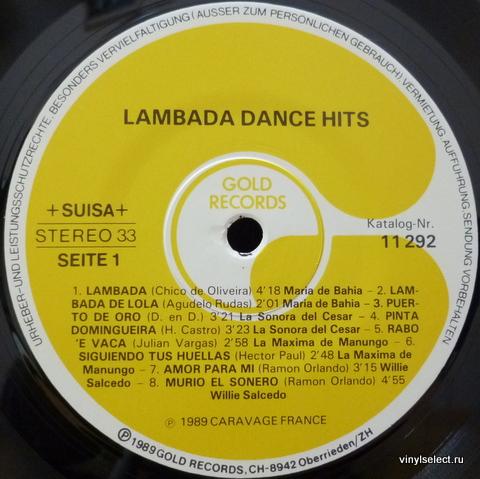 URHEBER-UND LEISTUNGSSCHUTZRECHTE, BESONDERS VERVIELFÄLTIGUNG (AUSSER ZUM PERSÖNLICHEN GEBRAUCH), VERMIETUNG, AUFFÜHRUNG, SENDUNG VORBEHALTEN
LAMBADA DANCE HITS
GOLD
RECORDS
+SUISA+
STEREO 33
SEITE 1
Katalog-Nr.
11 292
1. LAMBADA (Chico de Oliveira) 4'18 Maria de Bahia – 2. LAM-
BADA DE LOLA (Agudelo Rudas) 2'01 Maria de Bahia – 3. PUER-
TO DE ORO (D. en D.) 3'21 La Sonora del Cesar – 4. PINTA
DOMINGUEIRA (H. Castro) 3'23 La Sonora del Cesar – 5. RABO
'E VACA (Julian Vargas) 2'58 La Maxima de Manungo – 6.
SIGUIENDO TUS HUELLAS (Hector Paul) 2'48 La Maxima de
Manungo – 7. AMOR PARA MI (Ramon Orlando) 3'15 Willie
Salcedo – 8. MURIO EL SONERO (Ramon Orlando) 4'55
Willie Salcedo
℗ 1989 CARAVAGE FRANCE
℗ 1989 GOLD RECORDS, CH-8942 Oberrieden/ZH
vinylselect.ru